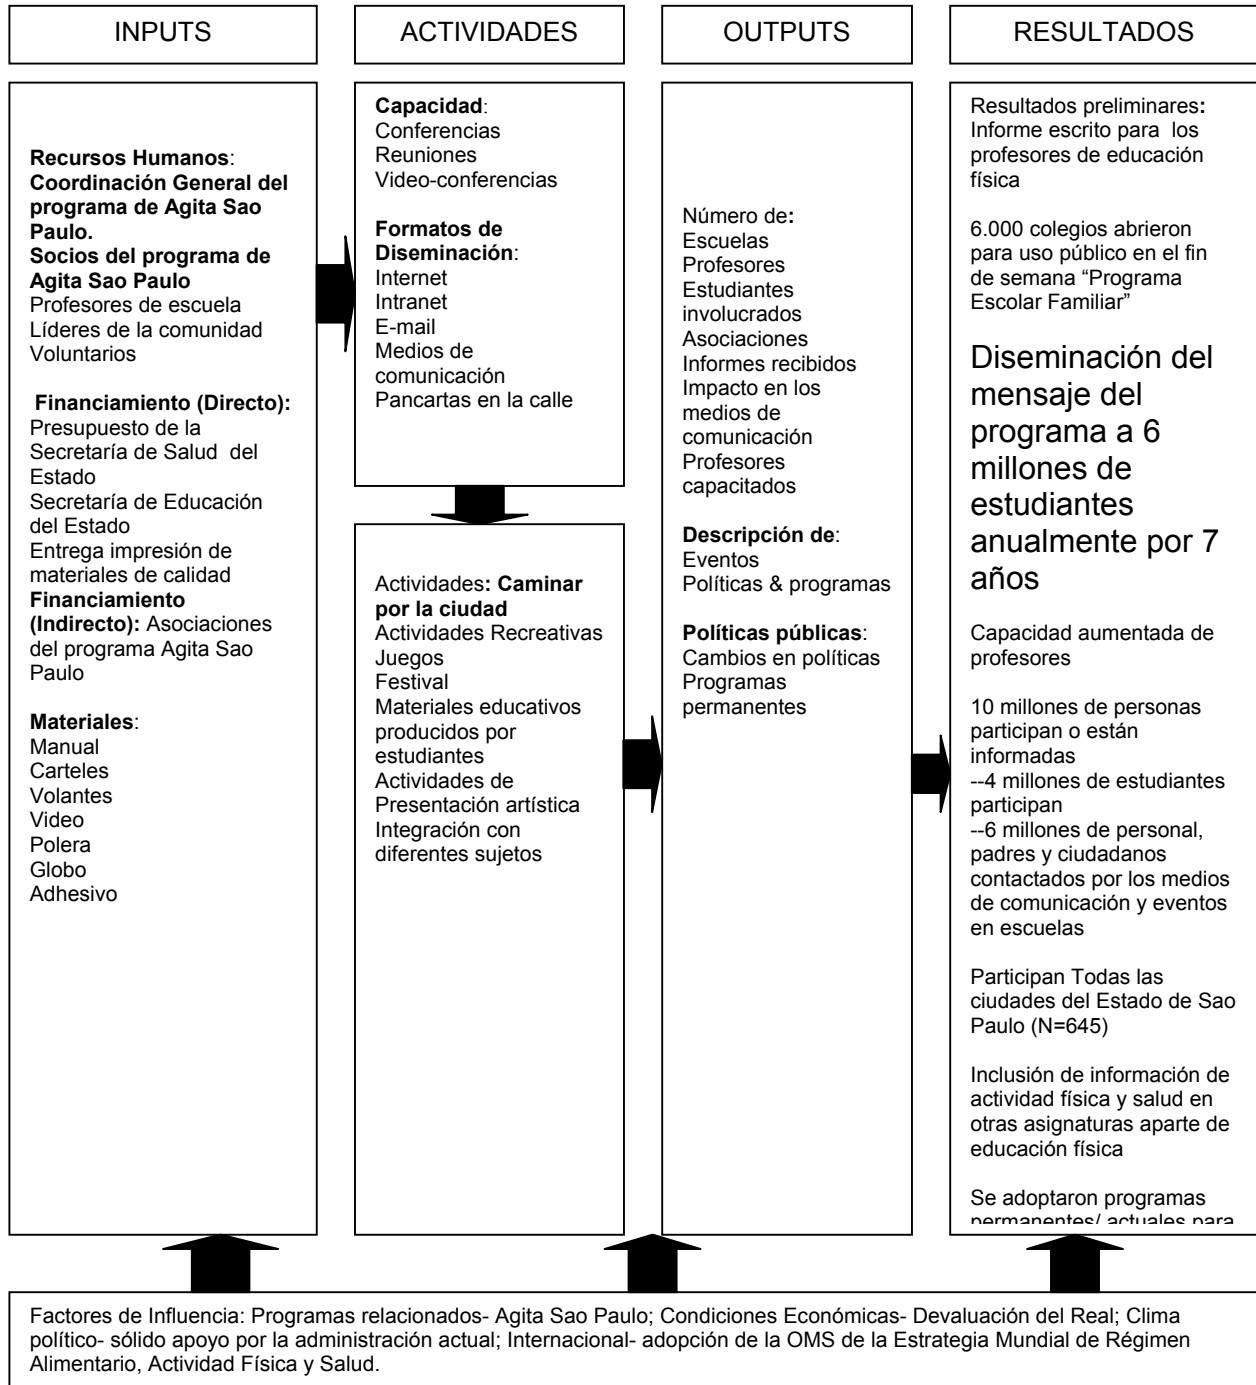 INPUTS
ACTIVIDADES
OUTPUTS
RESULTADOS
Recursos Humanos:
Coordinación General del
programa de Agita Sao
Paulo.
Socios del programa de
Agita Sao Paulo
Profesores de escuela
Líderes de la comunidad
Voluntarios
Financiamiento (Directo):
Presupuesto de la
Secretaría de Salud del
Estado
Secretaría de Educación
del Estado
Entrega impresión de
materiales de calidad
Financiamiento
(Indirecto): Asociaciones
del programa Agita Sao
Paulo
Materiales:
Manual
Carteles
Volantes
Video
Polera
Globo
Adhesivo
Capacidad:
Conferencias
Reuniones
Video-conferencias
Formatos de
Diseminación:
Internet
Intranet
E-mail
Medios de
comunicación
Pancartas en la calle
Actividades: Caminar
por la ciudad
Actividades Recreativas
Juegos
Festival
Materiales educativos
producidos por
estudiantes
Actividades de
Presentación artística
Integración con
diferentes sujetos
Número de:
Escuelas
Profesores
Estudiantes
involucrados
Asociaciones
Informes recibidos
Impacto en los
medios de
comunicación
Profesores
capacitados
Descripción de:
Eventos
Políticas & programas
Políticas públicas:
Cambios en políticas
Programas
permanentes
Resultados preliminares:
Informe escrito para los
profesores de educación
física
6.000 colegios abrieron
para uso público en el fin
de semana “Programa
Escolar Familiar”
Diseminación del
mensaje del
programa a 6
millones de
estudiantes
anualmente por 7
años
Capacidad aumentada de
profesores
10 millones de personas
participan o están
informadas
--4 millones de estudiantes
participan
--6 millones de personal,
padres y ciudadanos
contactados por los medios
de comunicación y eventos
en escuelas
Participan Todas las
ciudades del Estado de Sao
Paulo (N=645)
Inclusión de información de
actividad física y salud en
otras asignaturas aparte de
educación física
Se adoptaron programas
permanentes/ actuales para
Factores de Influencia: Programas relacionados- Agita Sao Paulo; Condiciones Económicas- Devaluación del Real; Clima
político- sólido apoyo por la administración actual; Internacional- adopción de la OMS de la Estrategia Mundial de Régimen
Alimentario, Actividad Física y Salud.